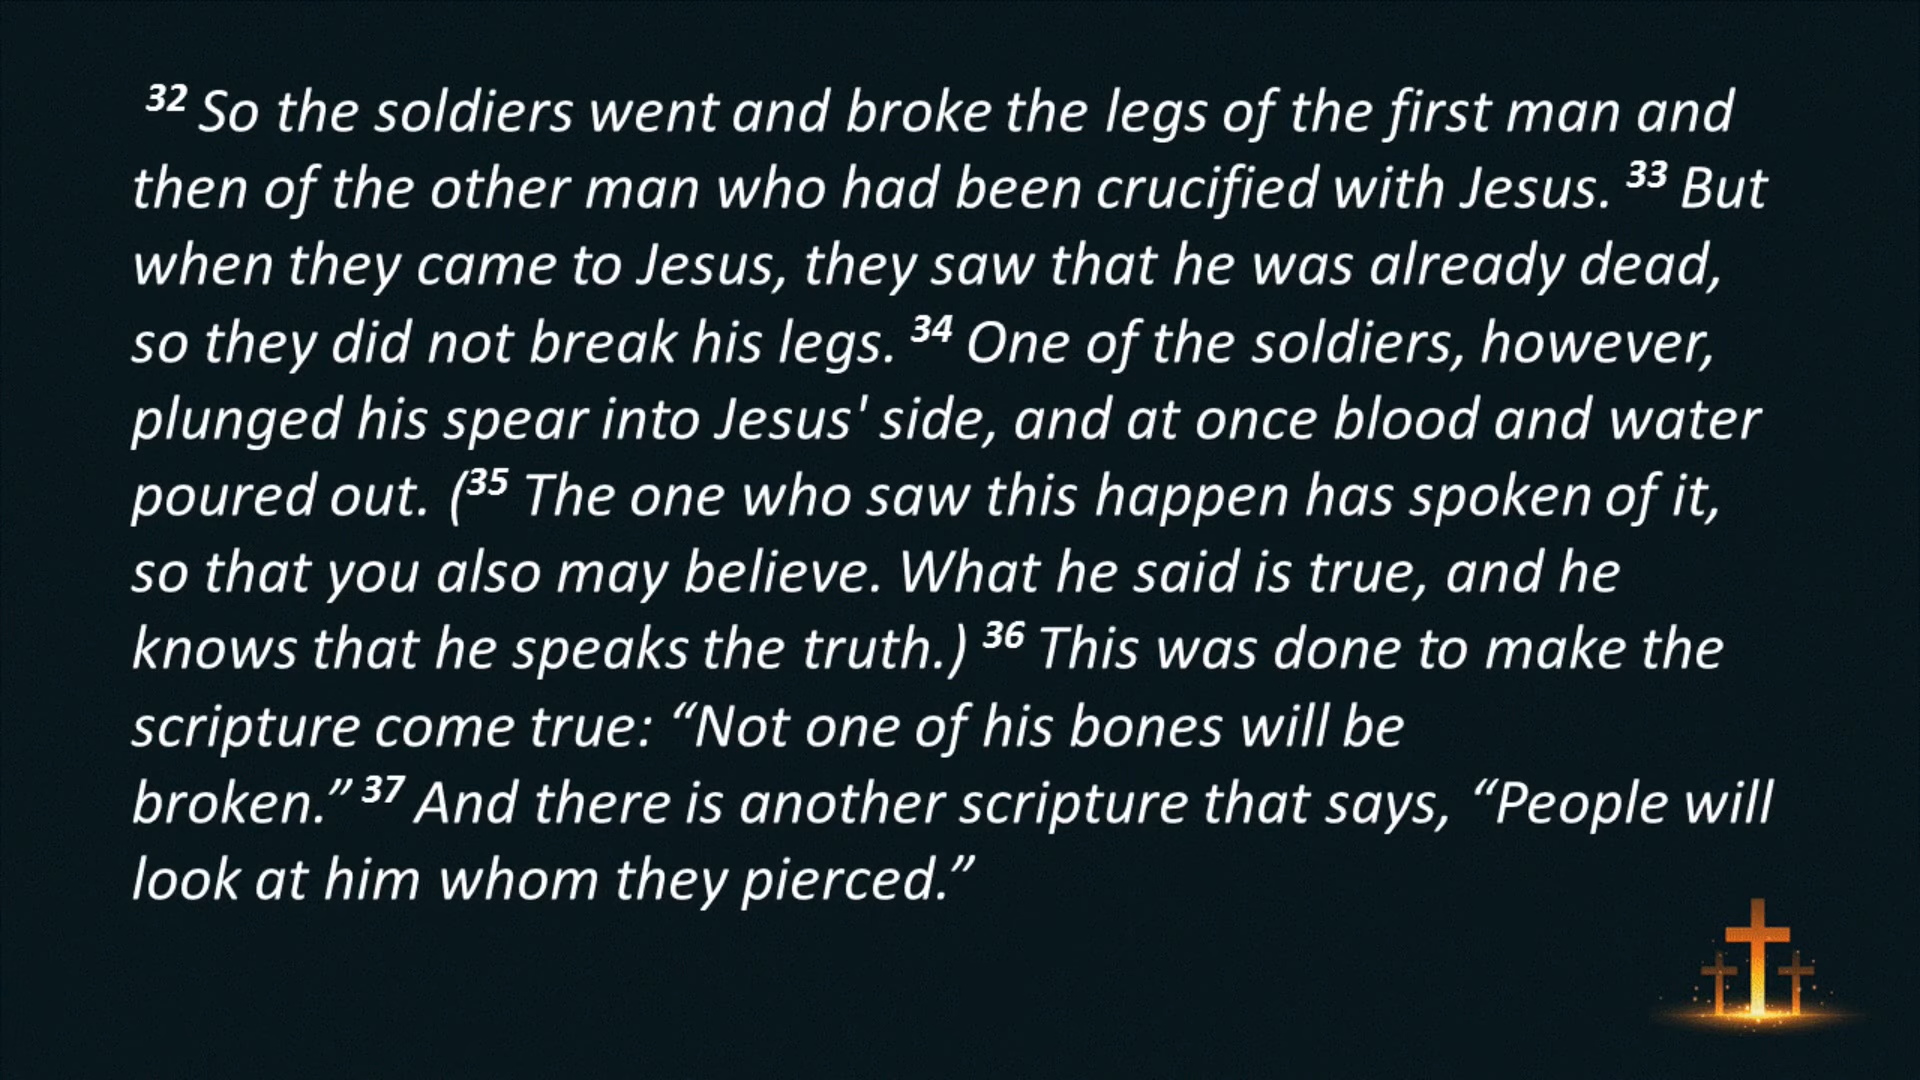 32 So the soldiers went and broke the legs of the first man and
then of the other man who had been crucified with Jesus. 33 But
when they came to Jesus, they saw that he was already dead,
so they did not break his legs. 34 One of the soldiers, however,
plunged his spear into Jesus' side, and at once blood and water
poured out. (35 The one who saw this happen has spoken of it,
so that you also may believe. What he said is true, and he
knows that he speaks the truth.) 36 This was done to make the
scripture come true: “Not one of his bones will be
broken.” 37 And there is another scripture that says, “People will
look at him whom they pierced.”